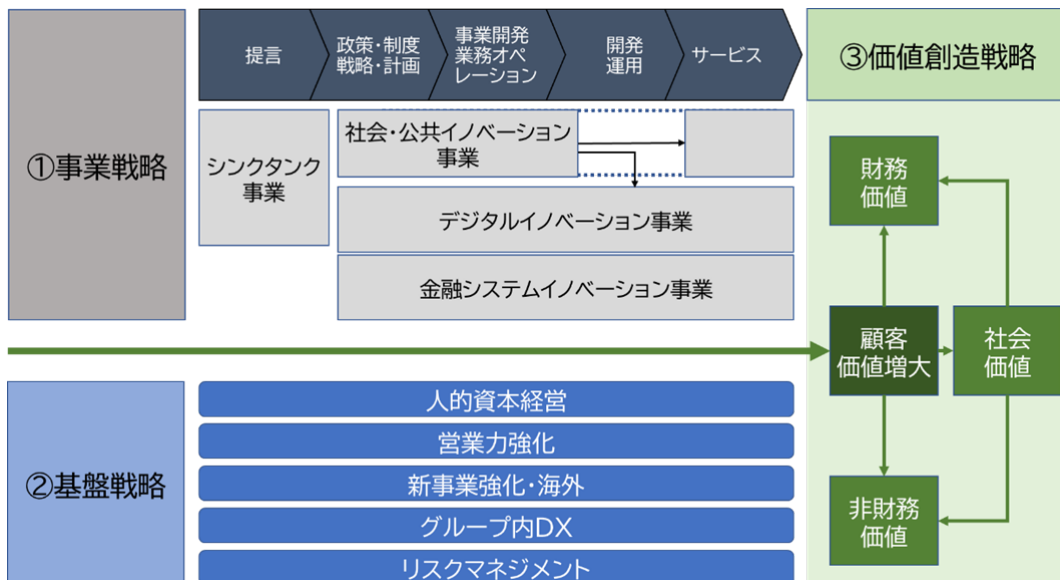 ①事業戦略
提言
政策・制度
戦略・計画
事業開発
業務オペ
レーション
開発
運用
サービス
シンクタンク
事業
社会・公共イノベーション
事業
デジタルイノベーション事業
金融システムイノベーション事業
②基盤戦略
人的資本経営
営業力強化
新事業強化・海外
グループ内DX
リスクマネジメント
③価値創造戦略
財務
価値
顧客
価値増大
社会
価値
非財務
価値